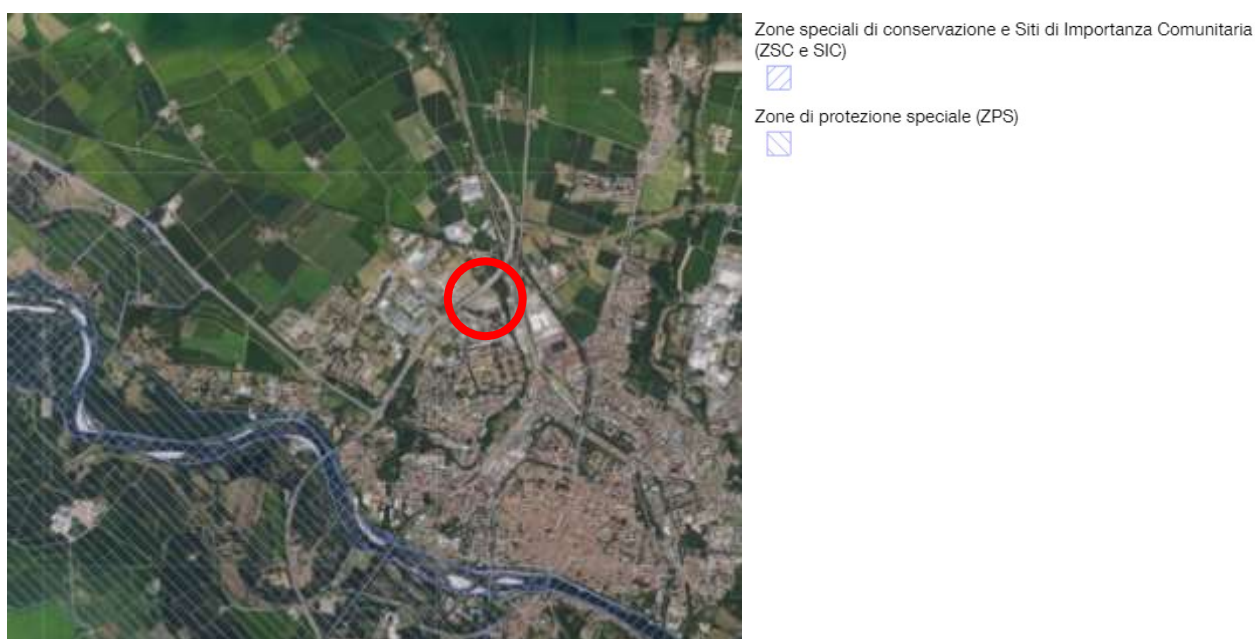 Zone speciali di conservazione e Siti di Importanza Comunitaria
(ZSC e SIC)
Zone di protezione speciale (ZPS)